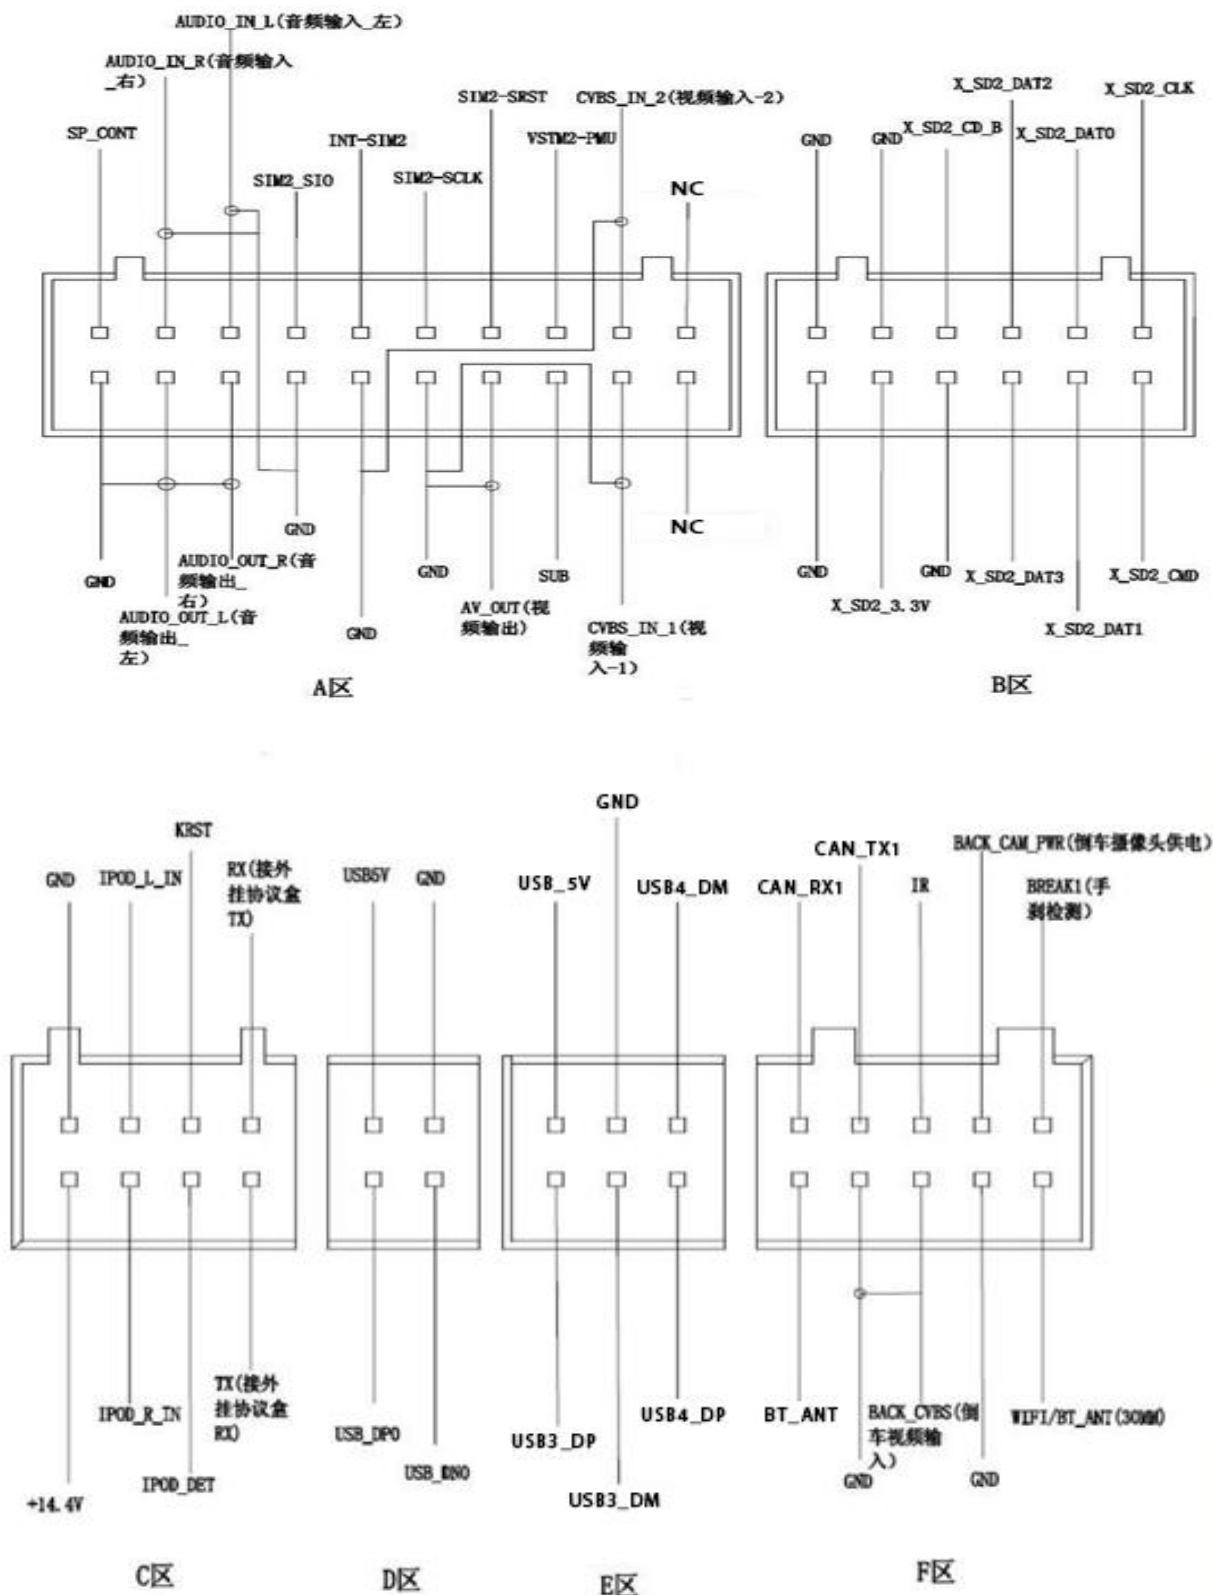 AUDIO_IN_L(音频输入_左)
AUDIO_IN_R(音频输入
_右)
SP_CONT
INT-SIM2
SIM2_SIO
SIM2-SCLK
SIM2-SRST
VSTM2-PMU
CVBS_IN_2(视频输入-2)
NC
GND
GND
X_SD2_CD_B
X_SD2_DAT2
X_SD2_DAT0
X_SD2_CLK
GND
AUDIO_OUT_L(音
频输出_
左)
AUDIO_OUT_R(音
频输出_
右)
GND
GND
GND
AV_OUT(视
频输出)
SUB
CVBS_IN_1(视
频输
入-1)
NC
GND
X_SD2_3.3V
GND
X_SD2_DAT3
X_SD2_DAT1
X_SD2_CMD
A区
B区
GND
IPOD_L_IN
KRST
RX(接外
挂协议盒
TX)
USB5V
GND
USB_5V
GND
USB4_DM
CAN_RX1
CAN_TX1
IR
BACK_CAM_PWR(倒车摄像头供电)
BREAK1(手
刹检测)
+14.4V
IPOD_R_IN
IPOD_DET
TX(接外
挂协议盒
RX)
USB_DP0
USB_DN0
USB3_DP
USB3_DM
USB4_DP
BT_ANT
GND
BACK_CVBS(倒
车视频输
入)
GND
WIFI/BT_ANT(30MM)
C区
D区
E区
F区